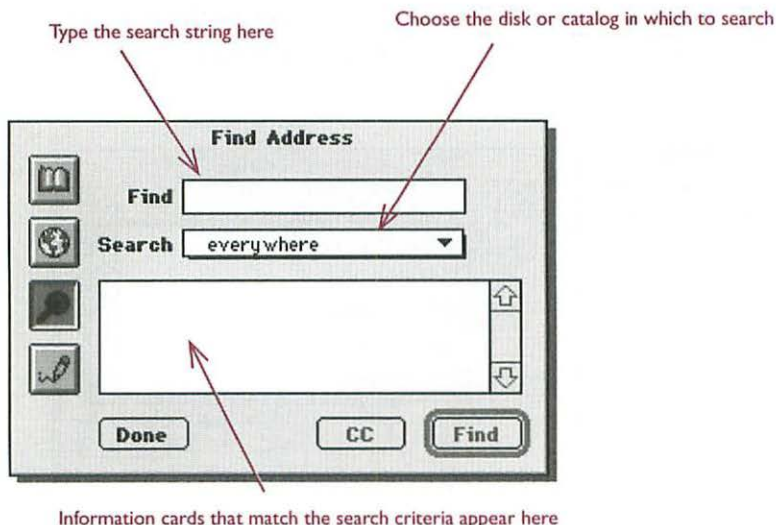 Choose the disk or catalog in which to search
Type the search string here
Find Address
Find
Search everywhere
Done CC Find
Information cards that match the search criteria appear here